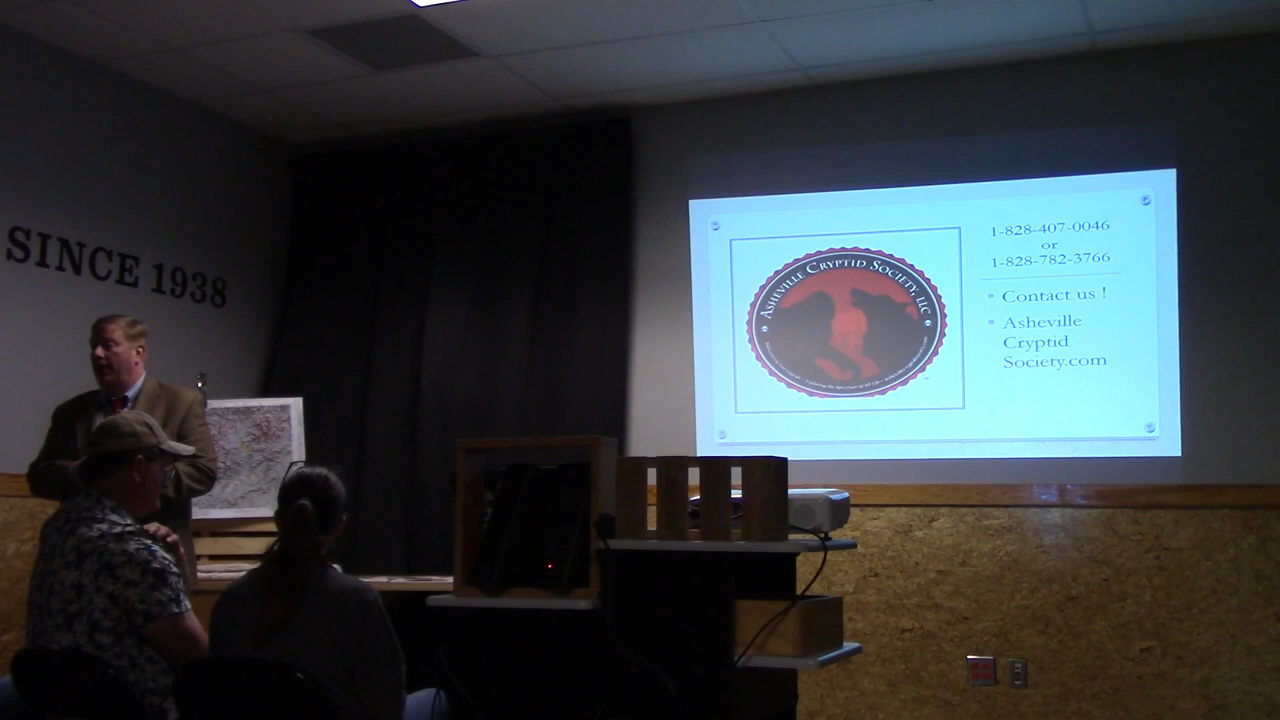 SINCE 1938
ASHEVILLE CRYPTID SOCIETY, LLC
1-828-407-0046
or
1-828-782-3766
• Contact us !
• Asheville
Cryptid
Society.com